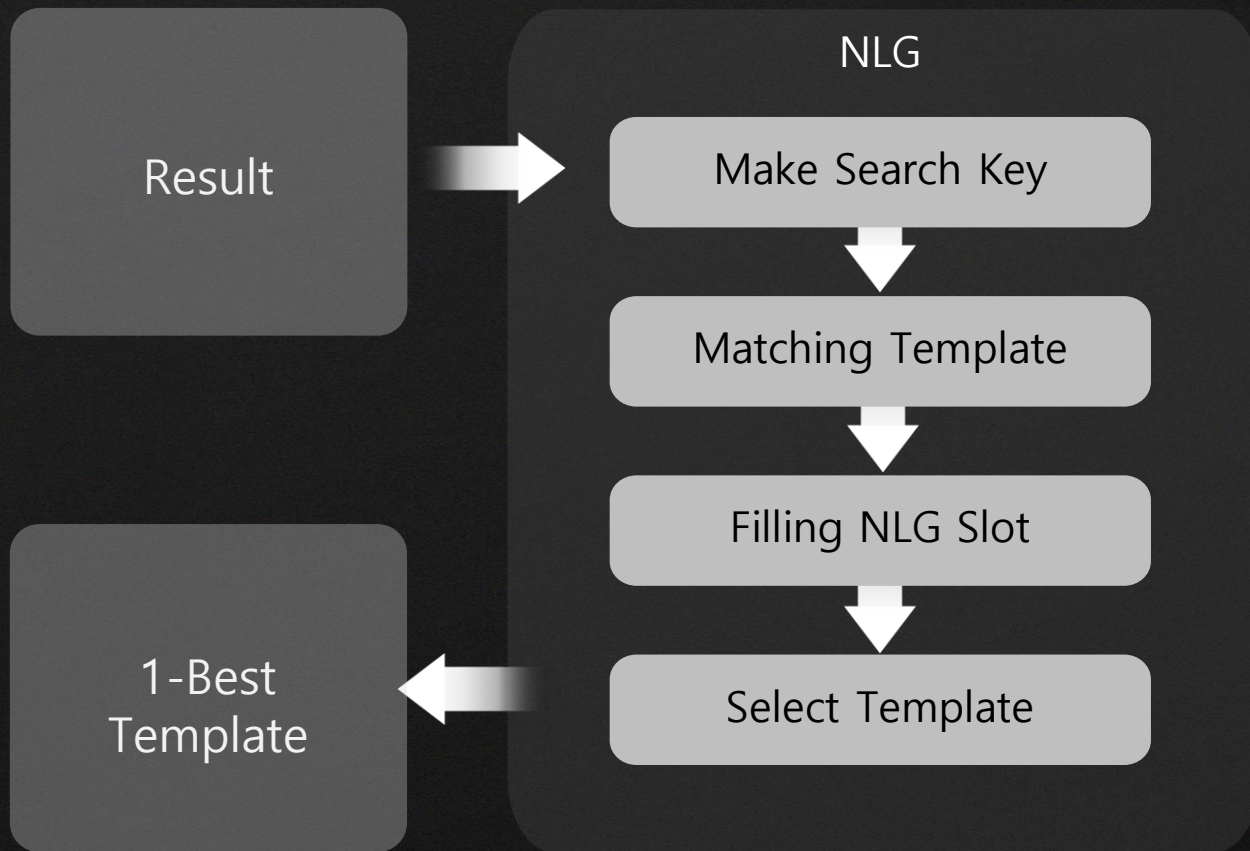 Result
NLG
Make Search Key
Matching Template
Filling NLG Slot
Select Template
1-Best
Template